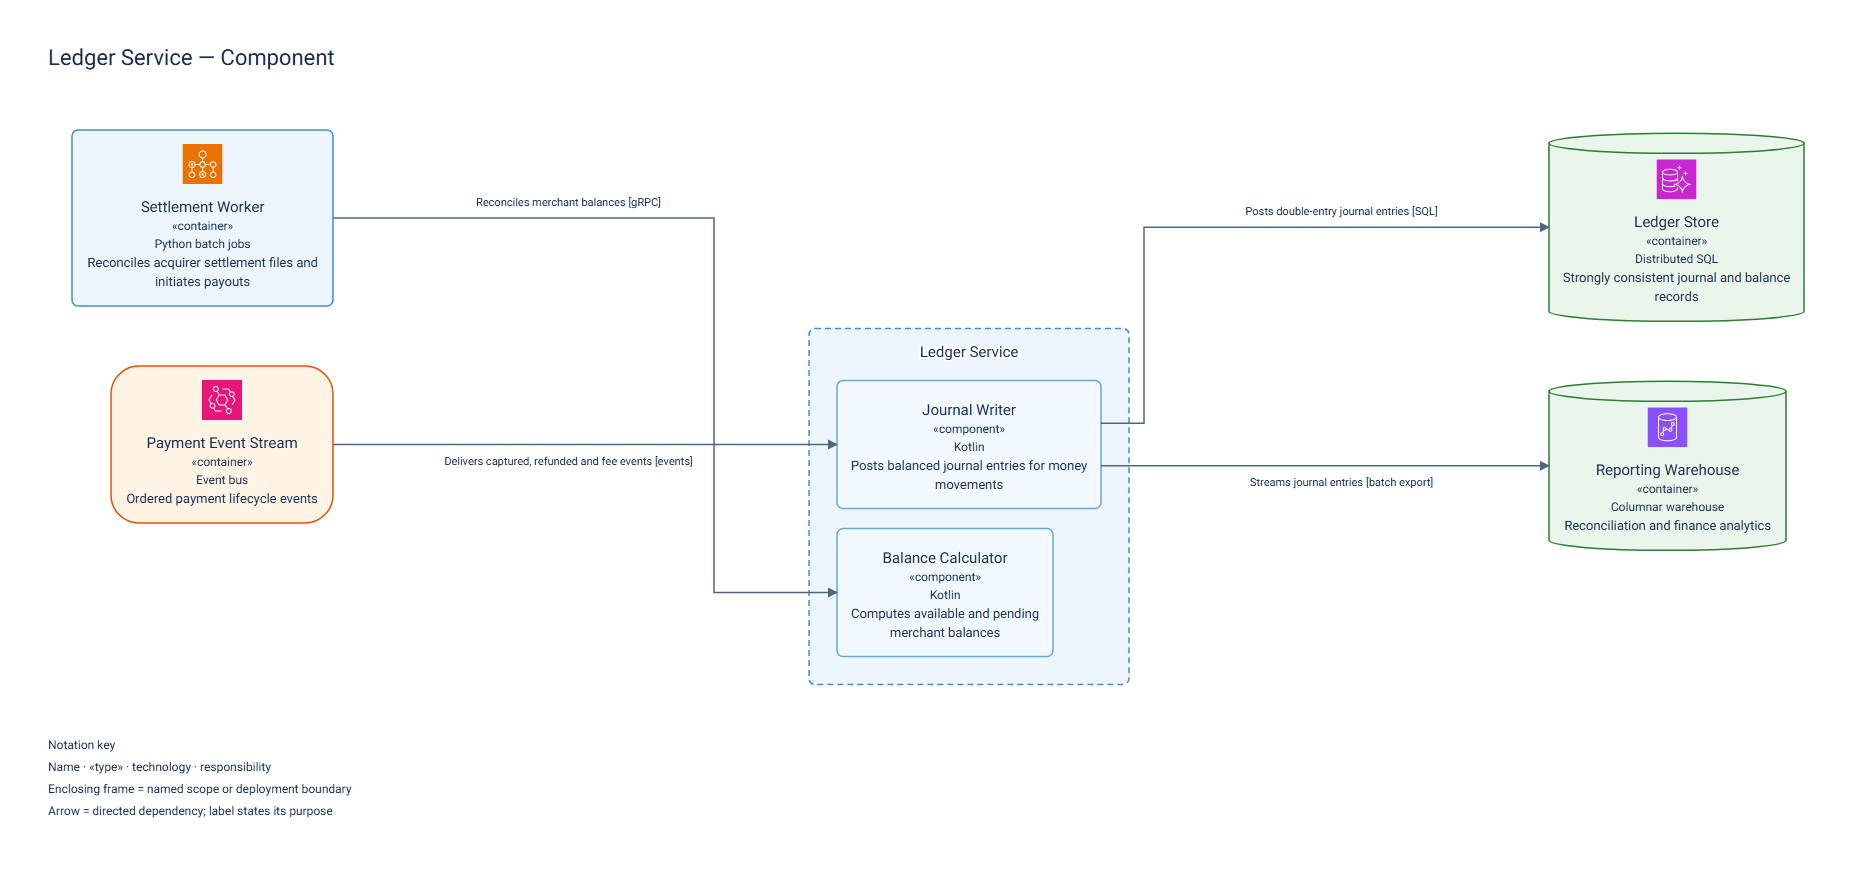 Ledger Service — Component
Settlement Worker
«container»
Python batch jobs
Reconciles acquirer settlement files and
initiates payouts
Reconciles merchant balances [gRPC]
Payment Event Stream
«container»
Event bus
Ordered payment lifecycle events
Delivers captured, refunded and fee events [events]
Ledger Service
Journal Writer
«component»
Kotlin
Posts balanced journal entries for money
movements
Balance Calculator
«component»
Kotlin
Computes available and pending
merchant balances
Posts double-entry journal entries [SQL]
Streams journal entries [batch export]
Ledger Store
«container»
Distributed SQL
Strongly consistent journal and balance
records
Reporting Warehouse
«container»
Columnar warehouse
Reconciliation and finance analytics
Notation key
Name · «type» · technology · responsibility
Enclosing frame = named scope or deployment boundary
Arrow = directed dependency; label states its purpose